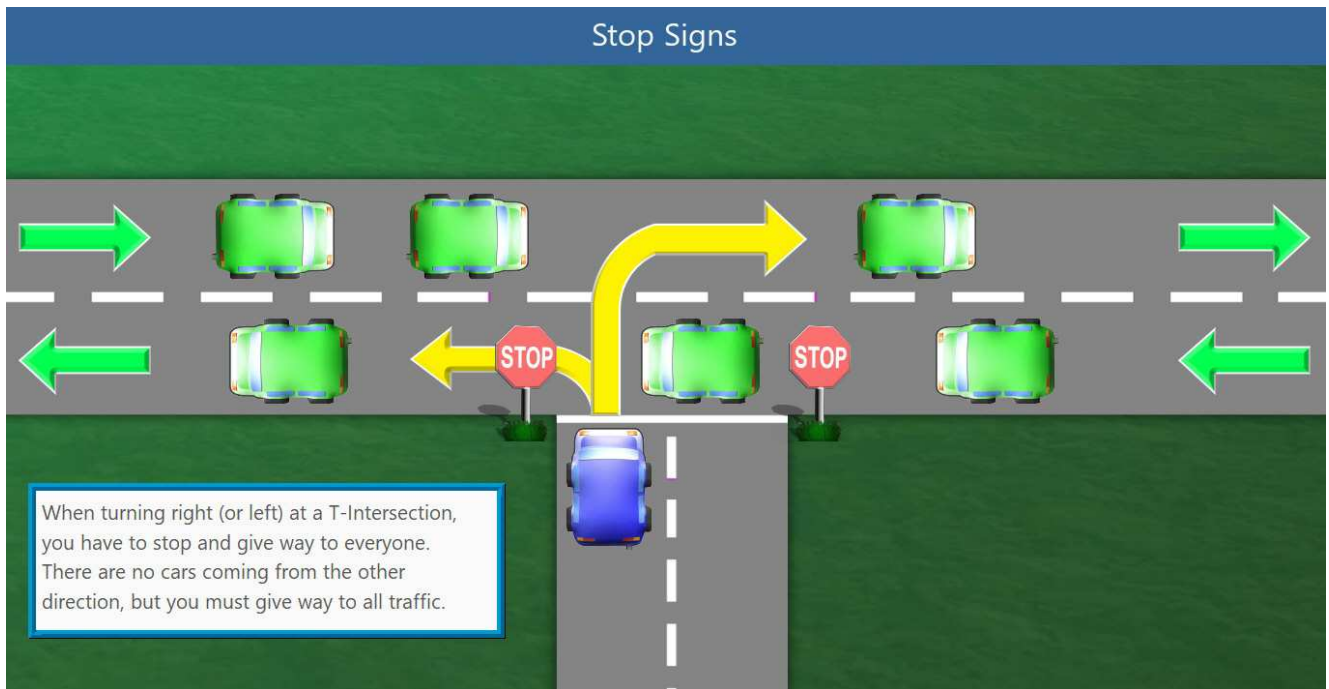 Stop Signs
STOP
STOP
When turning right (or left) at a T-Intersection,
you have to stop and give way to everyone.
There are no cars coming from the other
direction, but you must give way to all traffic.